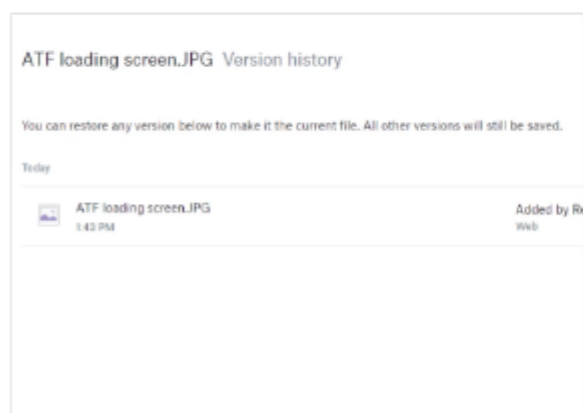 ATF loading screen.JPG Version history
You can restore any version below to make it the current file. All other versions will still be saved.
Today
ATF loading screen.JPG
Added by
1:43 PM
Web